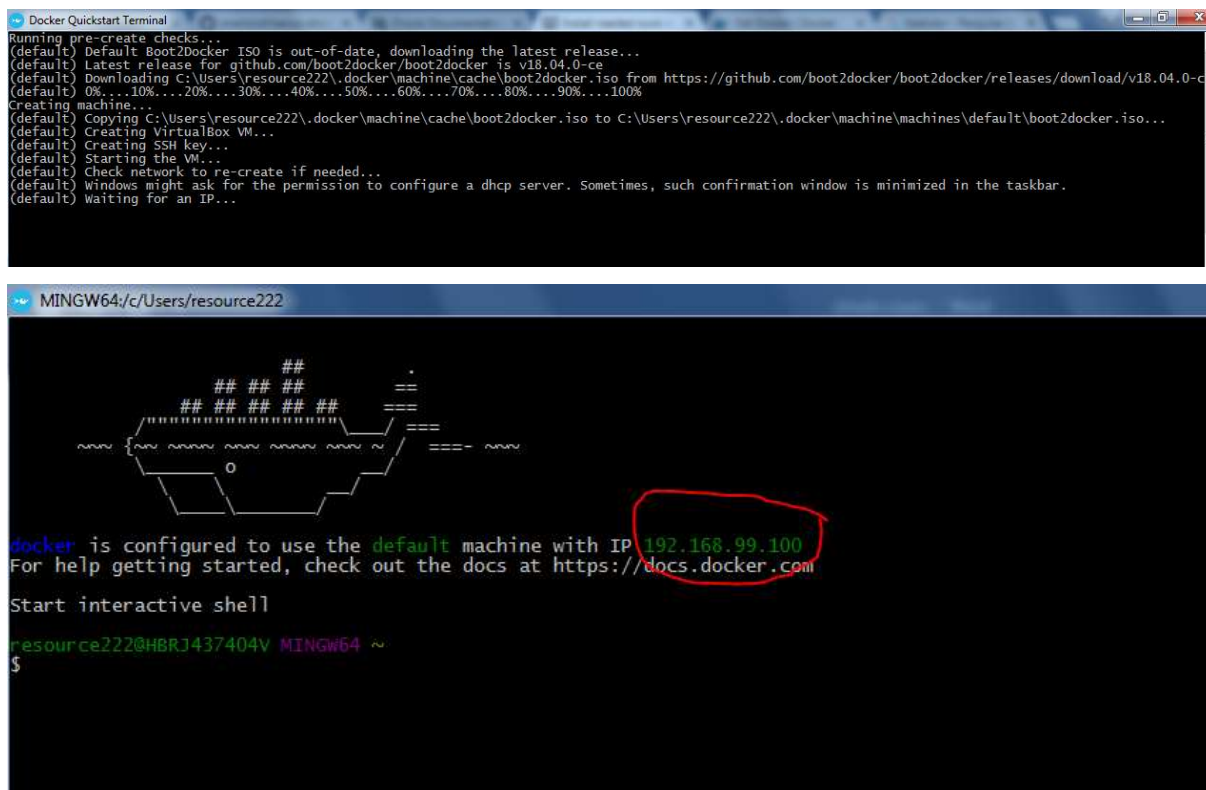 Docker Quickstart Terminal
Running pre-create checks...
(default) Default Boot2Docker ISO is out-of-date, downloading the latest release...
(default) Latest release for github.com/boot2docker/boot2docker is v18.04.0-ce
(default) Downloading C:\Users\resource222\.docker\machine\cache\boot2docker.iso from https://github.com/boot2docker/boot2docker/releases/download/v18.04.0-c
(default) 0%....10%....20%....30%....40%....50%....60%....70%....80%....90%....100%
Creating machine...
(default) Copying C:\Users\resource222\.docker\machine\cache\boot2docker.iso to C:\Users\resource222\.docker\machine\machines\default\boot2docker.iso...
(default) Creating VirtualBox VM...
(default) Creating SSH key...
(default) Starting the VM...
(default) Check network to re-create if needed...
(default) Windows might ask for the permission to configure a dhcp server. Sometimes, such confirmation window is minimized in the taskbar.
(default) Waiting for an IP...
MINGW64:/c/Users/resource222
docker is configured to use the default machine with IP 192.168.99.100
For help getting started, check out the docs at https://docs.docker.com
Start interactive shell
resource222@HBRJ437404V MINGW64 ~
$